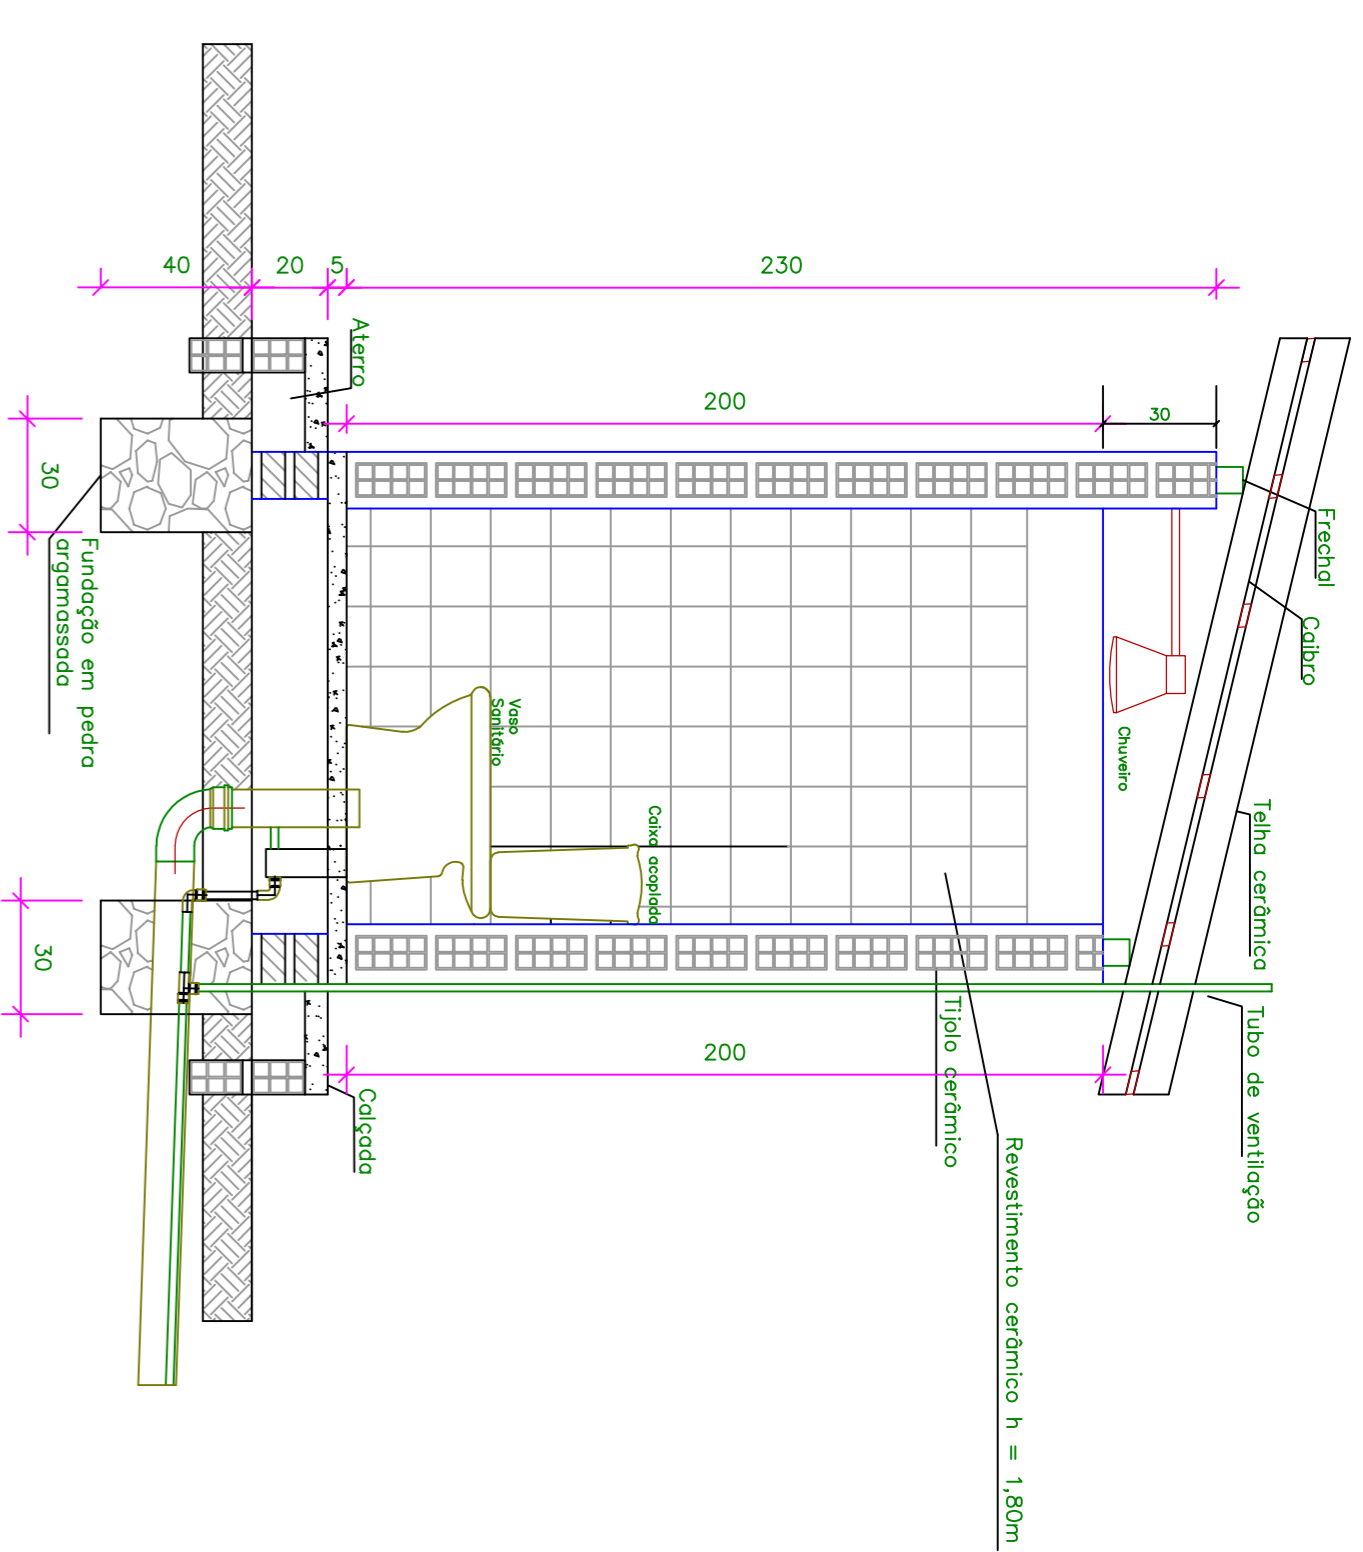 40
20
5
230
Aterro
200
30
30
Fundação em pedra
argamassada
Frechal
Caibro
Vaso
Sanitário
Chuveiro
Caixa acoplada
Telha cerâmica
30
Tijolo cerâmico
Tubo de ventilação
200
Calçada
Revestimento cerâmico h = 1,80m